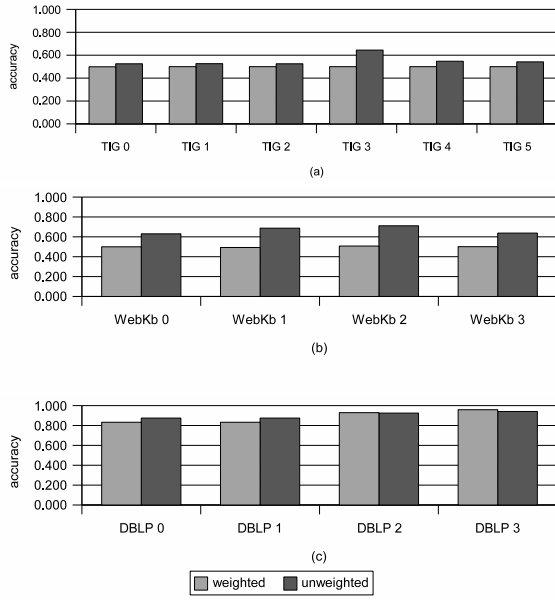 1.000
0.800
0.600
0.400
0.200
0.000
accuracy
TIG 0 TIG 1 TIG 2 TIG 3 TIG 4 TIG 5
(a)
1.000
0.800
0.600
0.400
0.200
0.000
accuracy
WebKb 0 WebKb 1 WebKb 2 WebKb 3
(b)
1.000
0.800
0.600
0.400
0.200
0.000
accuracy
DBLP 0 DBLP 1 DBLP 2 DBLP 3
(c)
weighted unweighted